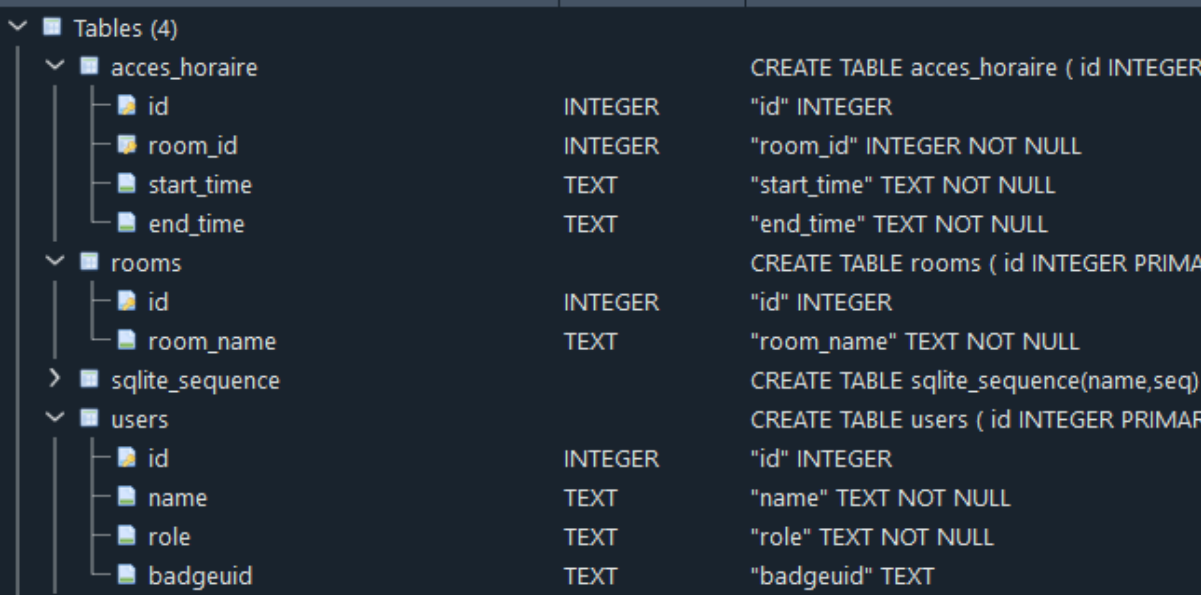 Tables (4)
acces_horaire CREATE TABLE acces_horaire ( id INTEGER
id INTEGER "id" INTEGER
room_id INTEGER "room_id" INTEGER NOT NULL
start_time TEXT "start_time" TEXT NOT NULL
end_time TEXT "end_time" TEXT NOT NULL
rooms CREATE TABLE rooms ( id INTEGER PRIMA
id INTEGER "id" INTEGER
room_name TEXT "room_name" TEXT NOT NULL
sqlite_sequence CREATE TABLE sqlite_sequence(name,seq)
users CREATE TABLE users ( id INTEGER PRIMAR
id INTEGER "id" INTEGER
name TEXT "name" TEXT NOT NULL
role TEXT "role" TEXT NOT NULL
badgeuid TEXT "badgeuid" TEXT